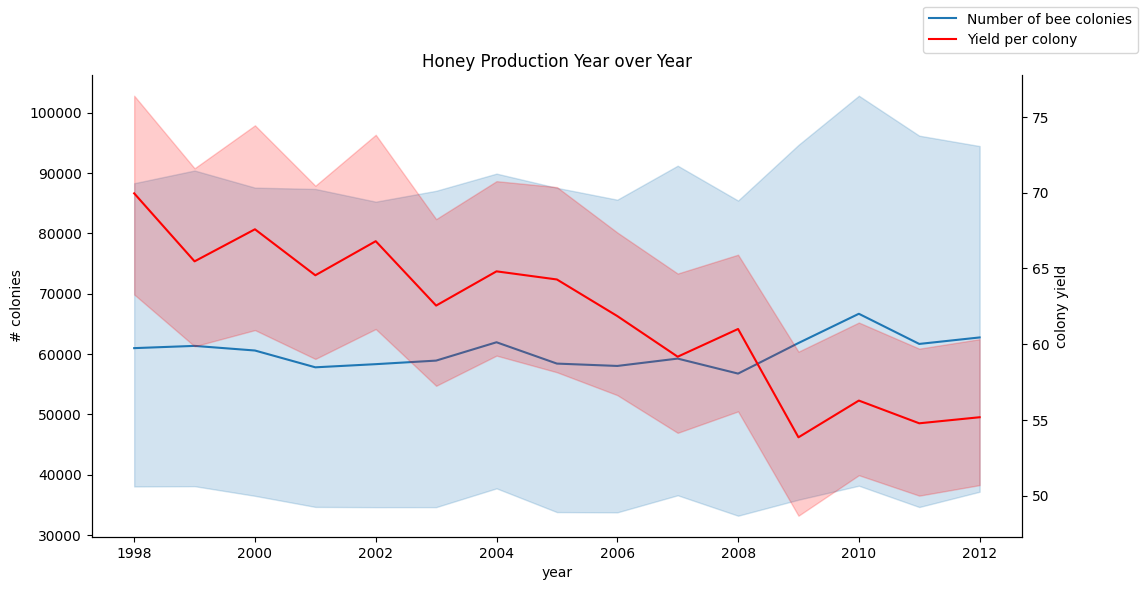 Number of bee colonies
Yield per colony
Honey Production Year over Year
# colonies
100000
90000
80000
70000
60000
50000
40000
30000
75
70
65
60
55
50
colony yield
1998 2000 2002 2004 2006 2008 2010 2012
year